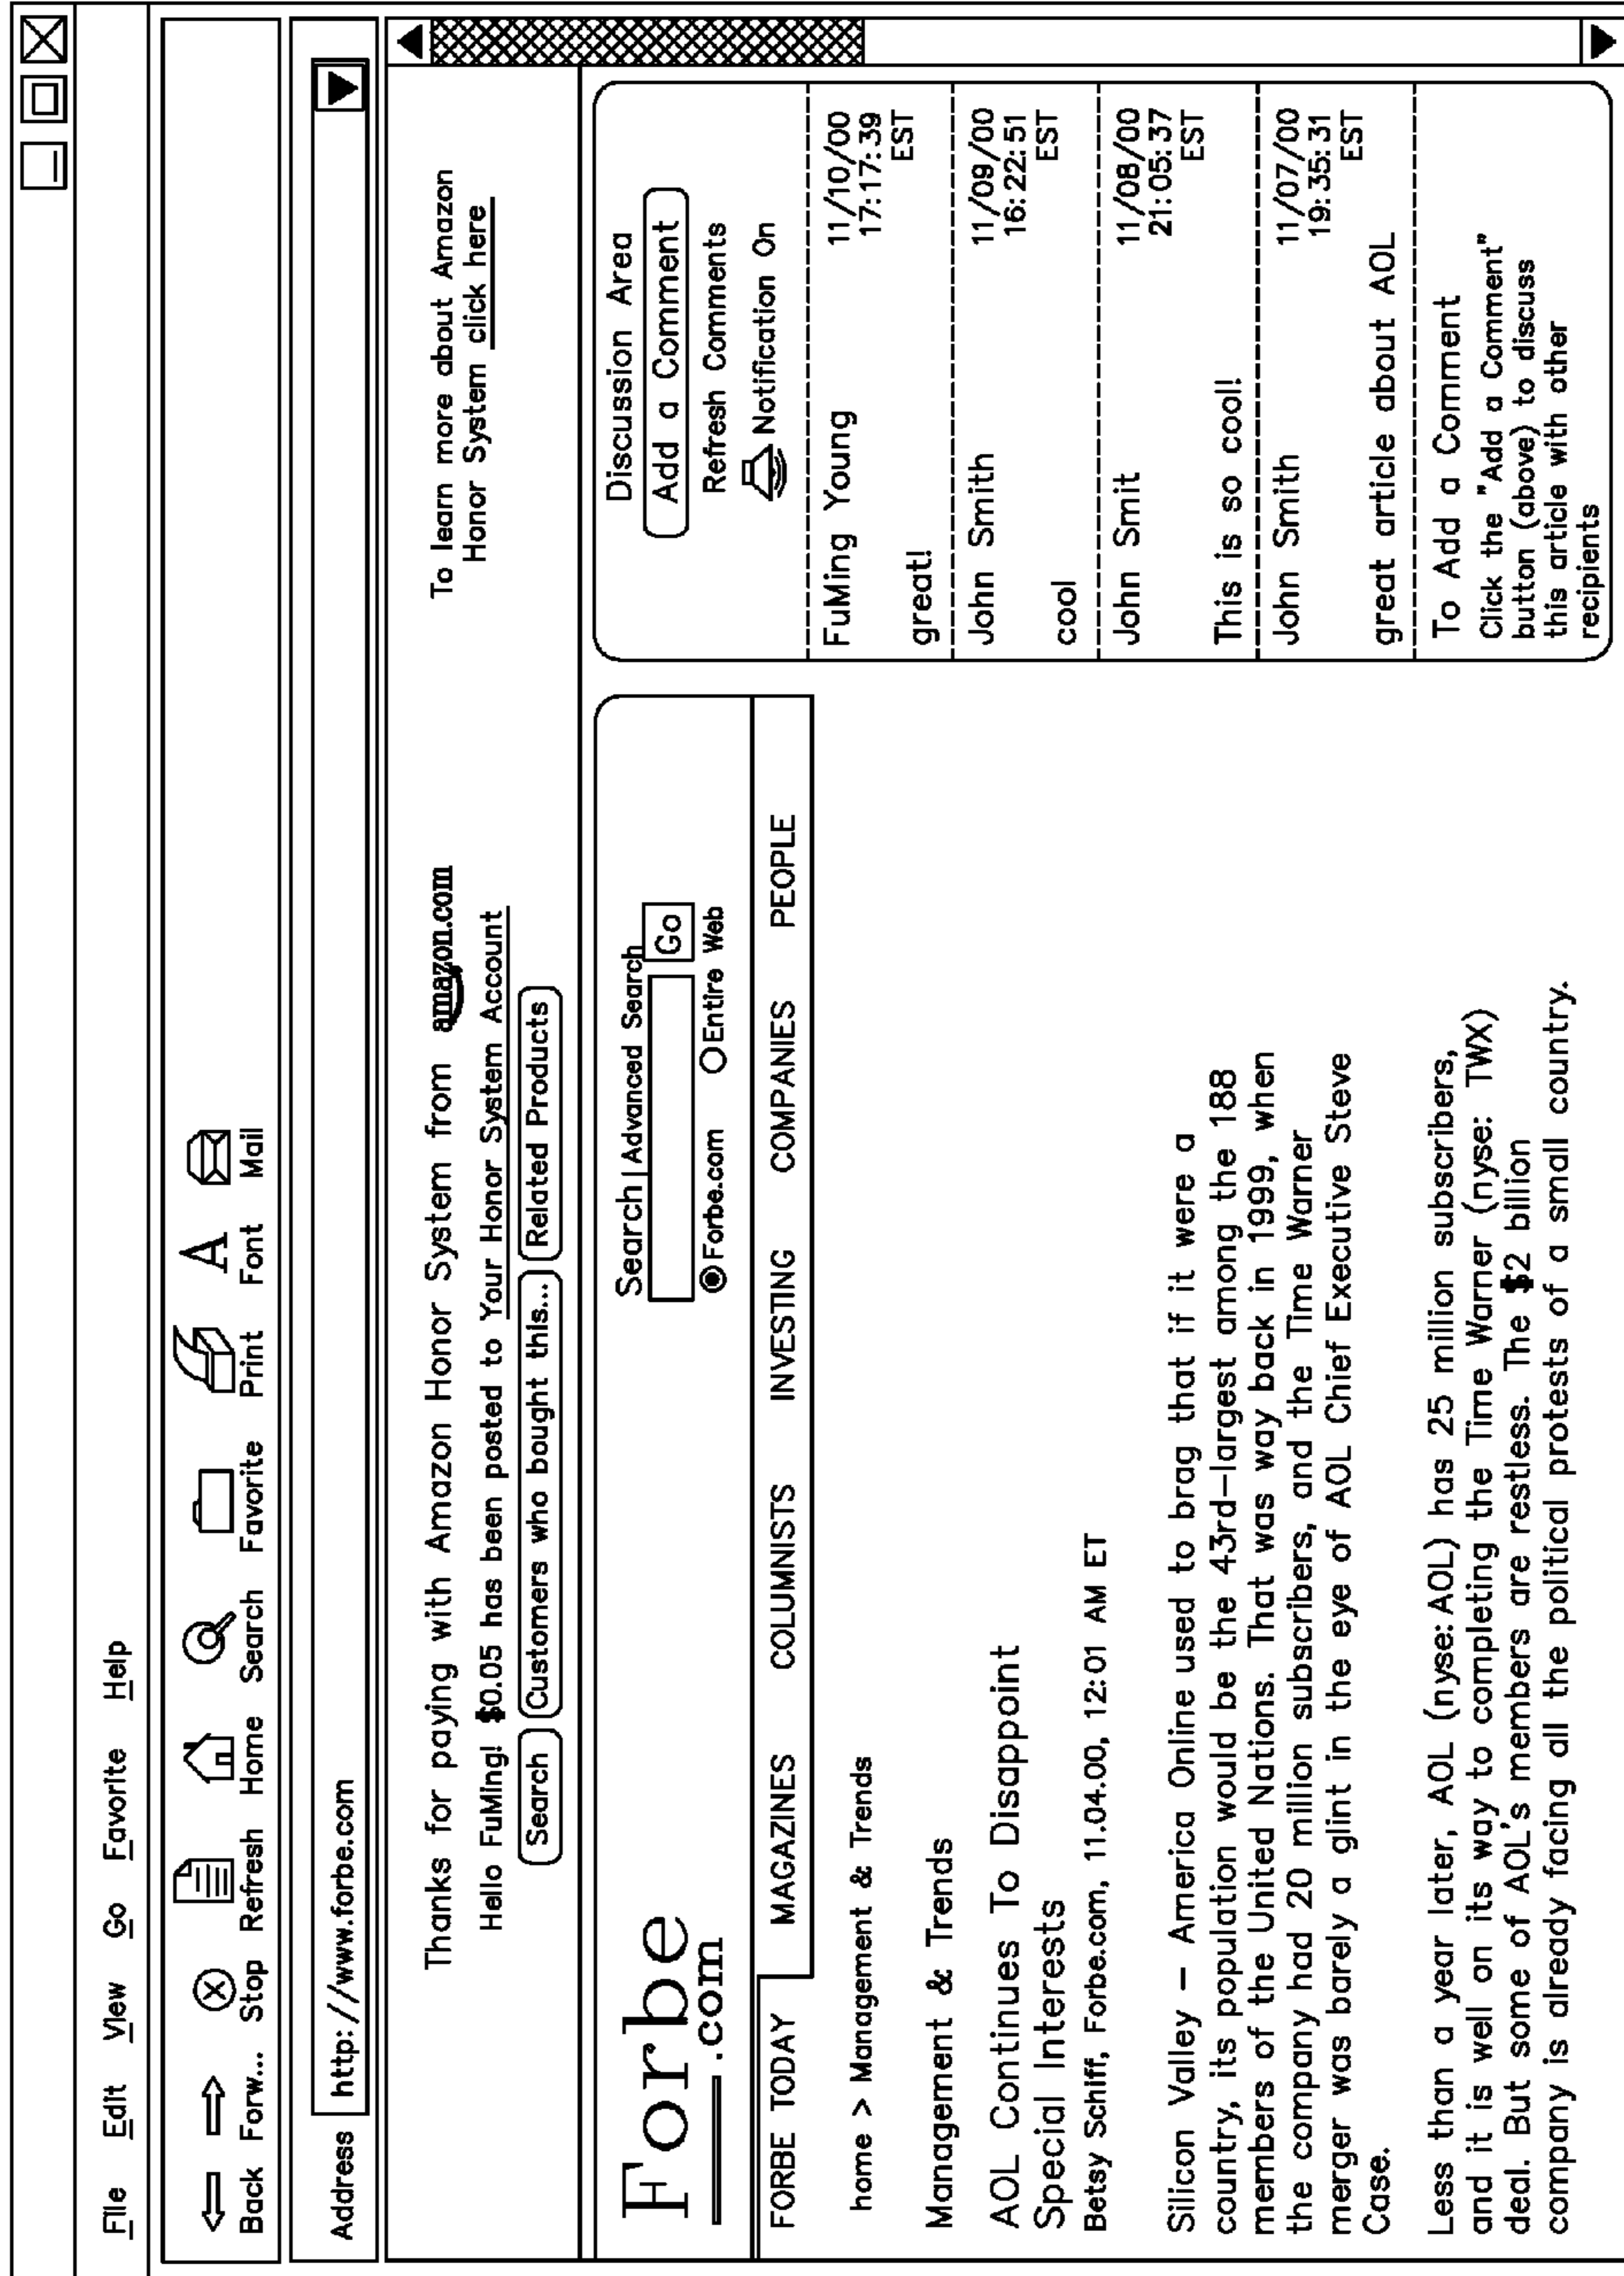 File Edit View Go Favorite Help
Back Forw... Stop Refresh Home Search Favorite Print Font Mail
Address http://www.forbe.com
Thanks for paying with Amazon Honor System from amazon.com
Hello FuMing! $0.05 has been posted to Your Honor System Account
Search Customers who bought this... Related Products
To learn more about Amazon
Honor System click here
Forbe
.com
Search | Advanced Search
Go
Forbe.com Entire Web
FORBE TODAY MAGAZINES COLUMNISTS INVESTING COMPANIES PEOPLE
home > Management & Trends
Management & Trends
AOL Continues To Disappoint
Special Interests
Betsy Schiff, Forbe.com, 11.04.00, 12:01 AM ET
Silicon Valley – America Online used to brag that if it were a
country, its population would be the 43rd–largest among the 188
members of the United Nations. That was way back in 1999, when
the company had 20 million subscribers, and the Time Warner
merger was barely a glint in the eye of AOL Chief Executive Steve
Case.
Less than a year later, AOL (nyse: AOL) has 25 million subscribers,
and it is well on its way to completing the Time Warner (nyse: TWX)
deal. But some of AOL's members are restless. The $2 billion
company is already facing all the political protests of a small country.
Discussion Area
Add a Comment
Refresh Comments
Notification On
FuMing Young 11/10/00
17:17:39
EST
great!
John Smith 11/09/00
16:22:51
EST
cool
John Smit 11/08/00
21:05:37
EST
This is so cool!
John Smith 11/07/00
19:35:31
EST
great article about AOL
To Add a Comment
Click the "Add a Comment"
button (above) to discuss
this article with other
recipients